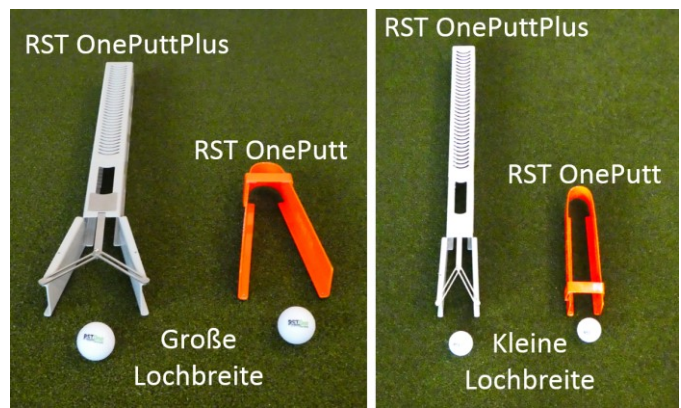 RST OnePuttPlus
RST OnePutt
Große
Lochbreite
RST OnePuttPlus
RST OnePutt
Kleine
Lochbreite